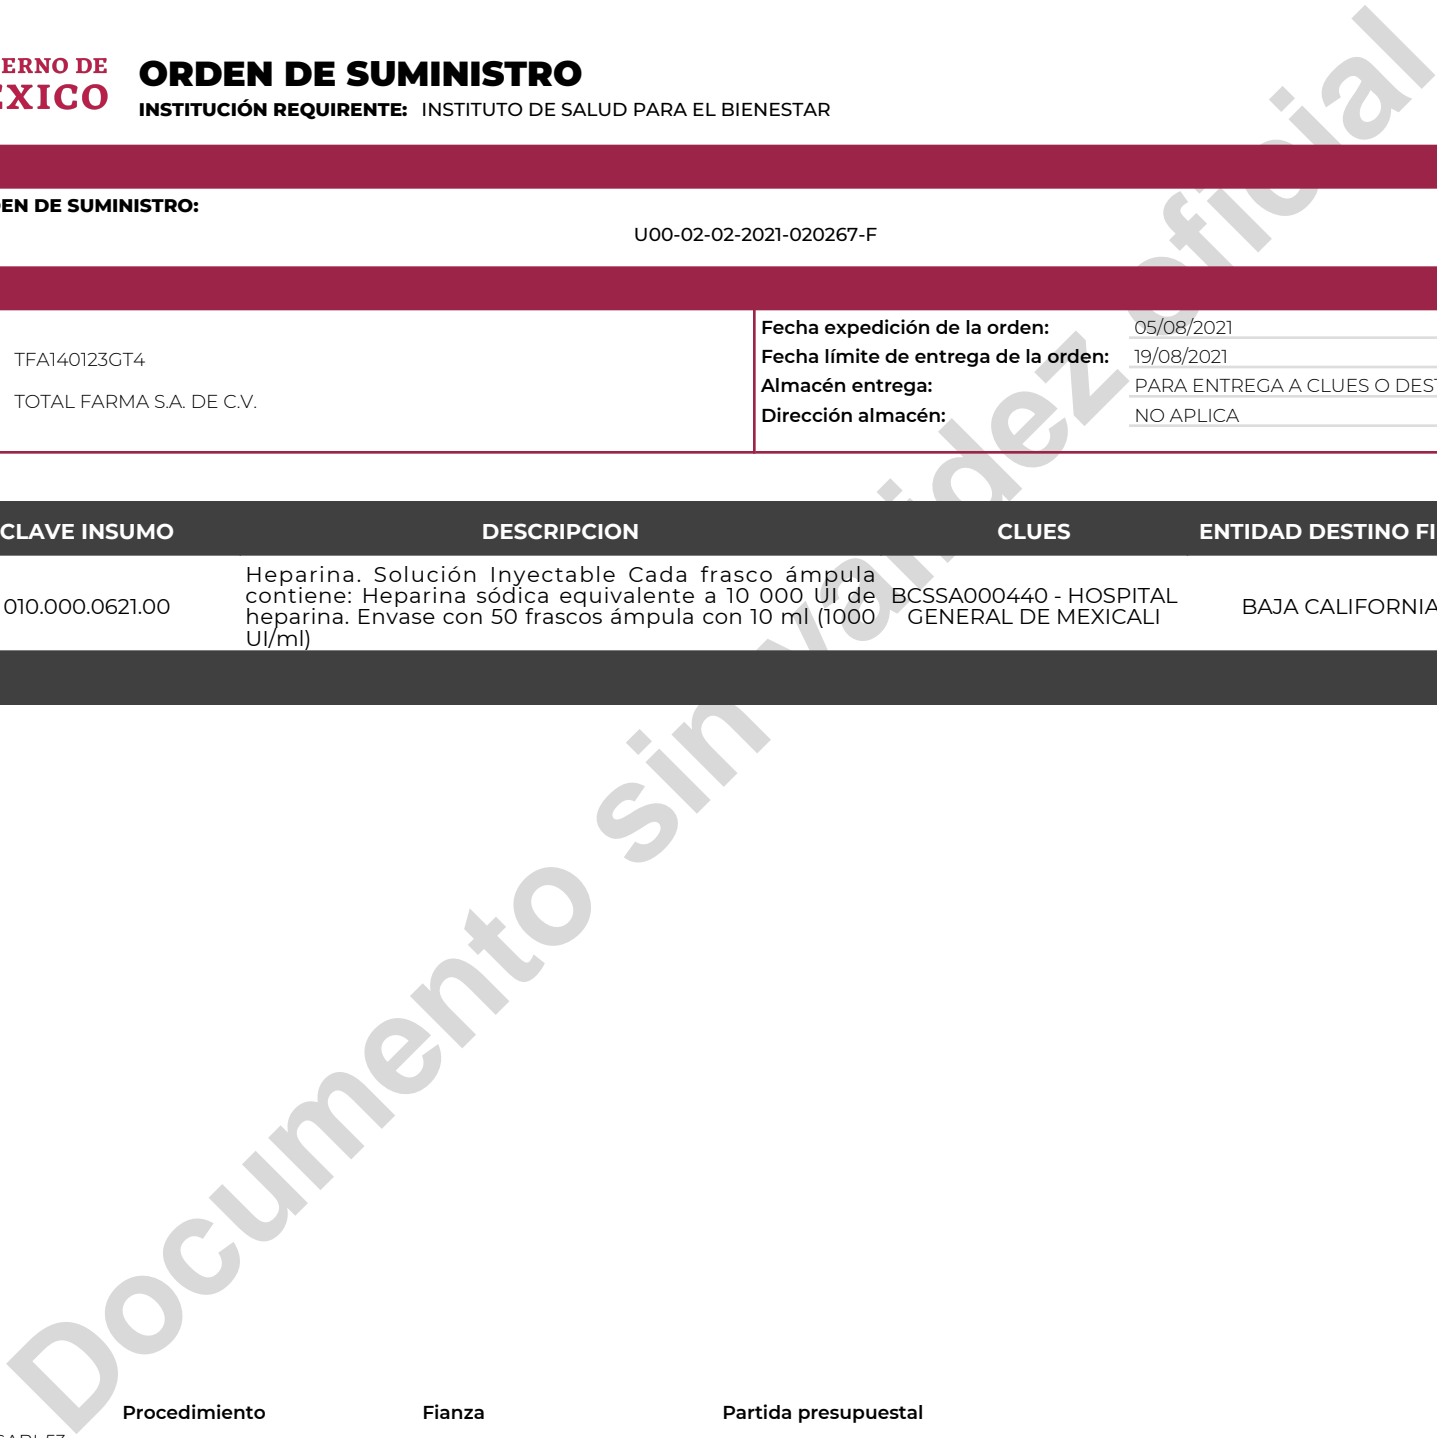 ERNO DE
EXICO
ORDEN DE SUMINISTRO
INSTITUCIÓN REQUIRENTE: INSTITUTO DE SALUD PARA EL BIENESTAR
EN DE SUMINISTRO:
U00-02-02-2021-020267-F
TFA140123GT4
TOTAL FARMA S.A. DE C.V.
Fecha expedición de la orden: 05/08/2021
Fecha límite de entrega de la orden: 19/08/2021
Almacén entrega: PARA ENTREGA A CLUES O DEST
Dirección almacén: NO APLICA
CLAVE INSUMO DESCRIPCION CLUES ENTIDAD DESTINO FI
010.000.0621.00
Heparina. Solución Inyectable Cada frasco ámpula
contiene: Heparina sódica equivalente a 10 000 UI de
heparina. Envase con 50 frascos ámpula con 10 ml (1000
UI/ml)
BCSSA000440 - HOSPITAL
GENERAL DE MEXICALI
BAJA CALIFORNIA
Documento sin validez oficial
Procedimiento Fianza Partida presupuestal